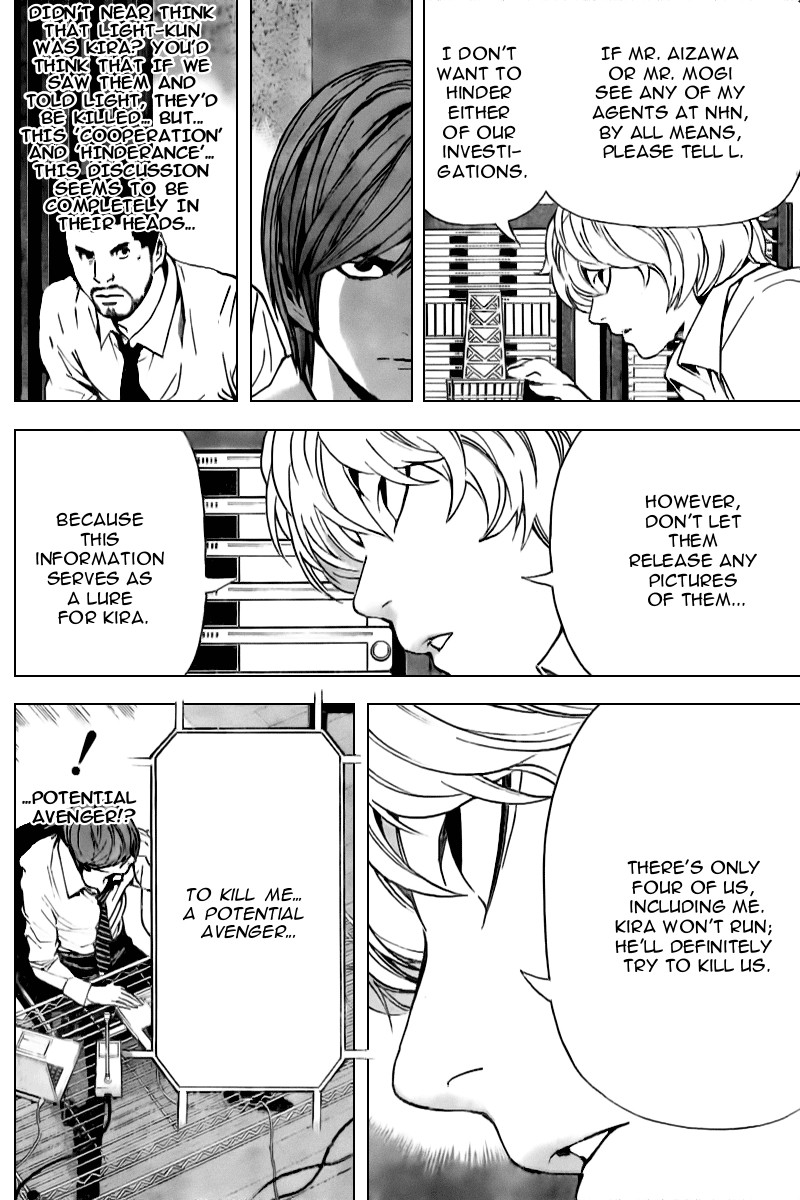 IF MR. AIZAWA
OR MR. MOGI
SEE ANY OF MY
AGENTS AT NHN,
BY ALL MEANS,
PLEASE TELL L.
I DON'T
WANT TO
HINDER
EITHER
OF OUR
INVESTI-
GATIONS.
DIDN'T NEAR THINK
THAT LIGHT-KUN
WAS KIRA? YOU'D
THINK THAT IF WE
SAW THEM AND
TOLD LIGHT, THEY'D
BE KILLED... BUT...
THIS 'COOPERATION'
AND 'HINDERANCE'...
THIS DISCUSSION
SEEMS TO BE
COMPLETELY IN
THEIR HEADS...
HOWEVER,
DON'T LET
THEM
RELEASE ANY
PICTURES
OF THEM...
BECAUSE
THIS
INFORMATION
SERVES AS
A LURE
FOR KIRA.
THERE'S ONLY
FOUR OF US,
INCLUDING ME.
KIRA WON'T RUN;
HE'LL DEFINITELY
TRY TO KILL US.
TO KILL ME...
A POTENTIAL
AVENGER...
!
...POTENTIAL
AVENGER!?